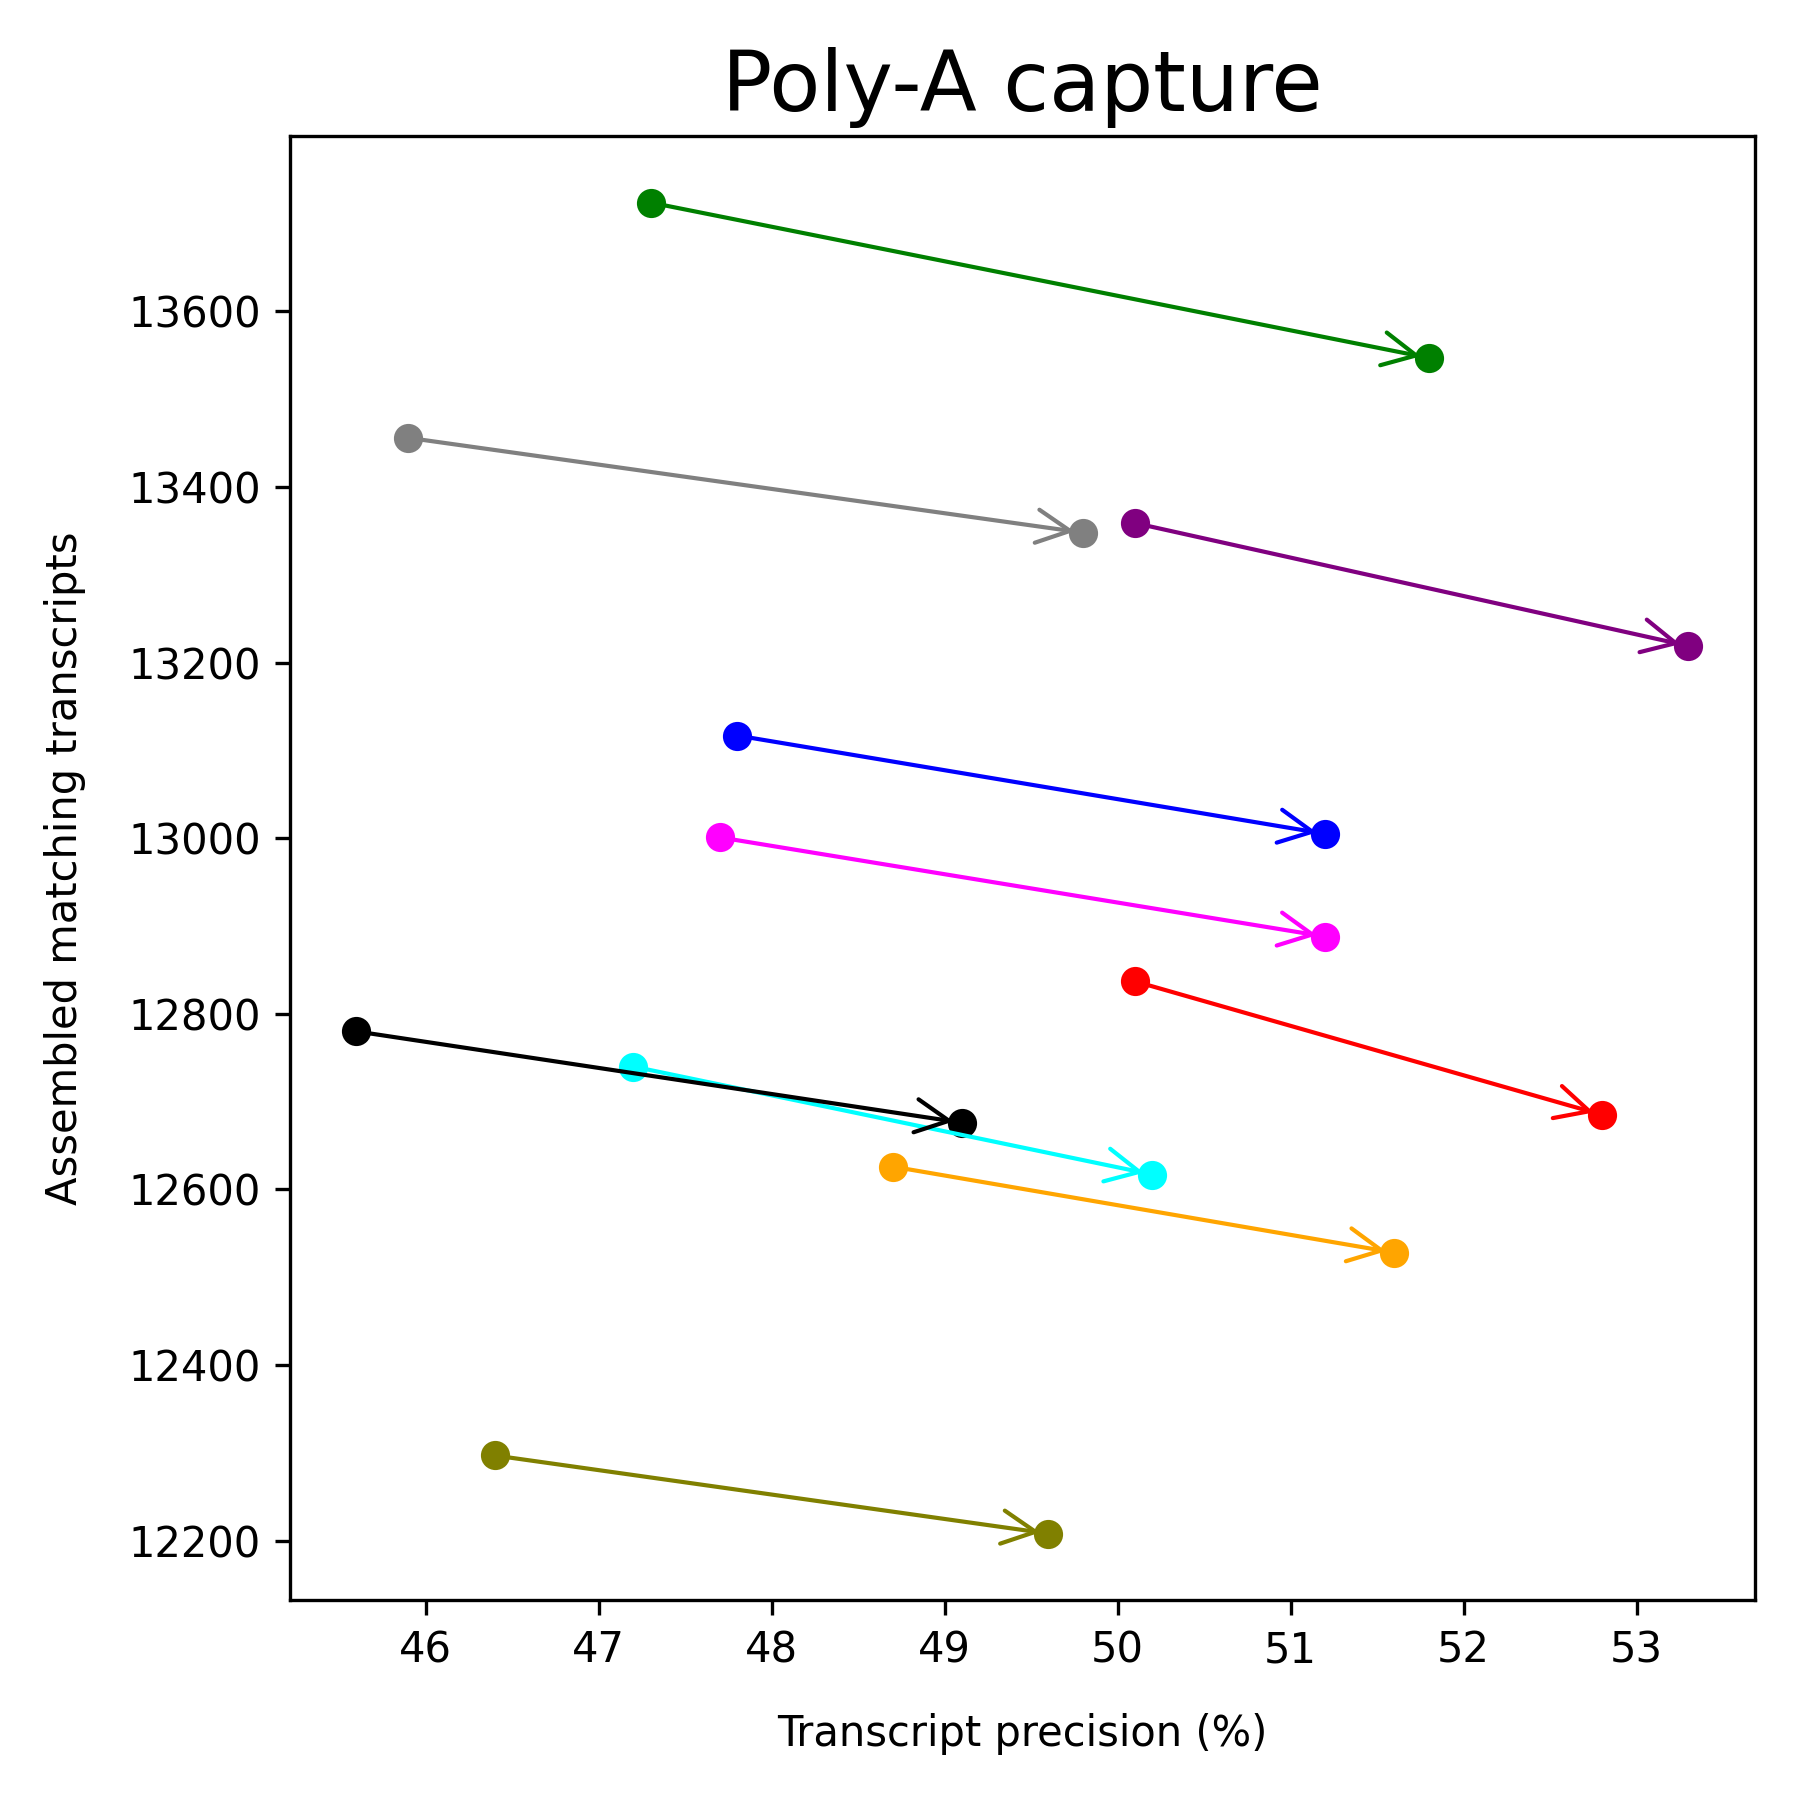 Poly-A capture
13600
13400
13200
13000
12800
12600
12400
12200
Assembled matching transcripts
46 47 48 49 50 51 52 53
Transcript precision (%)